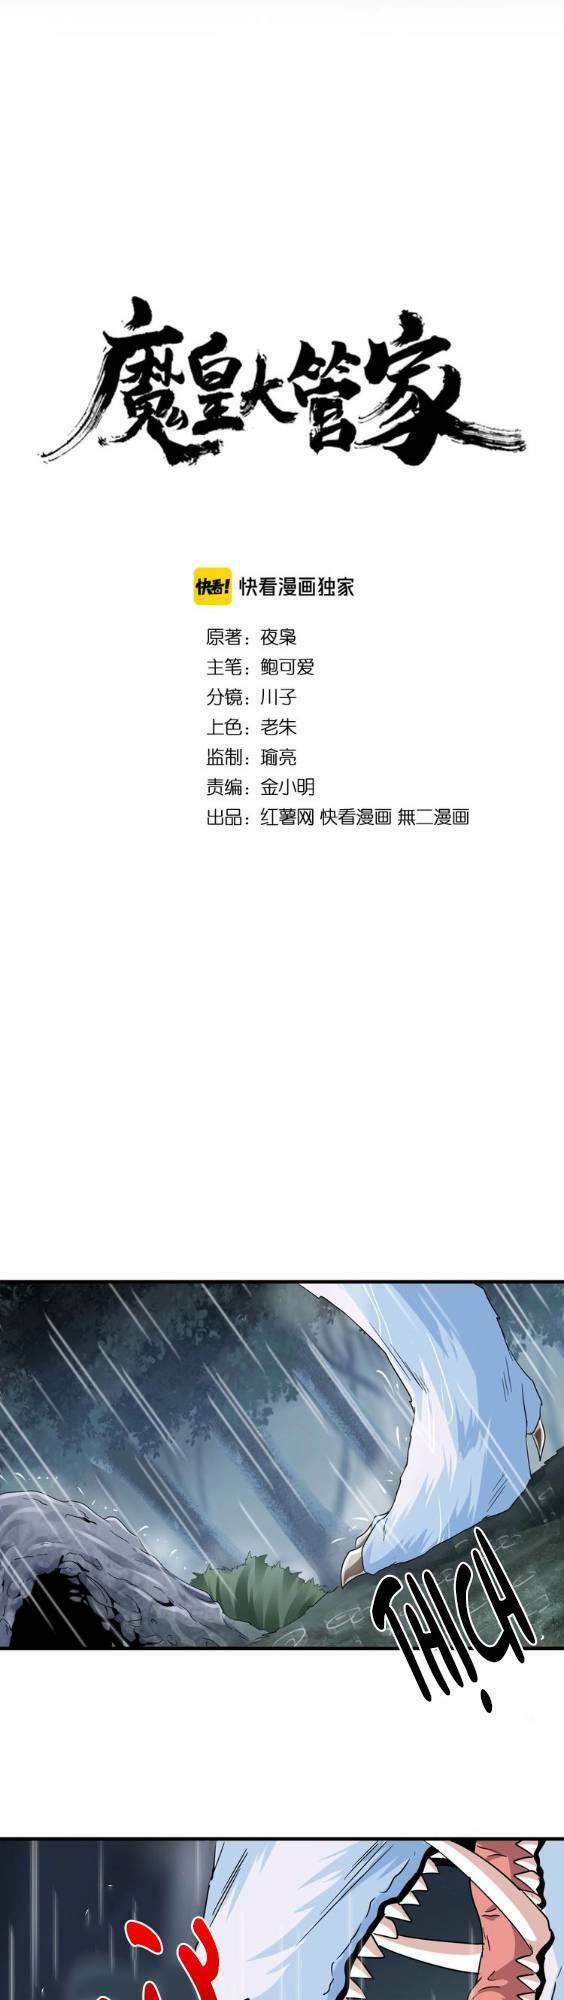 魔皇大管家
快看! 快看漫画独家
原著：夜枭
主笔：鲍可爱
分镜：川子
上色：老朱
监制：瑜亮
责编：金小明
出品：红薯网 快看漫画 無二漫画
THỊCH